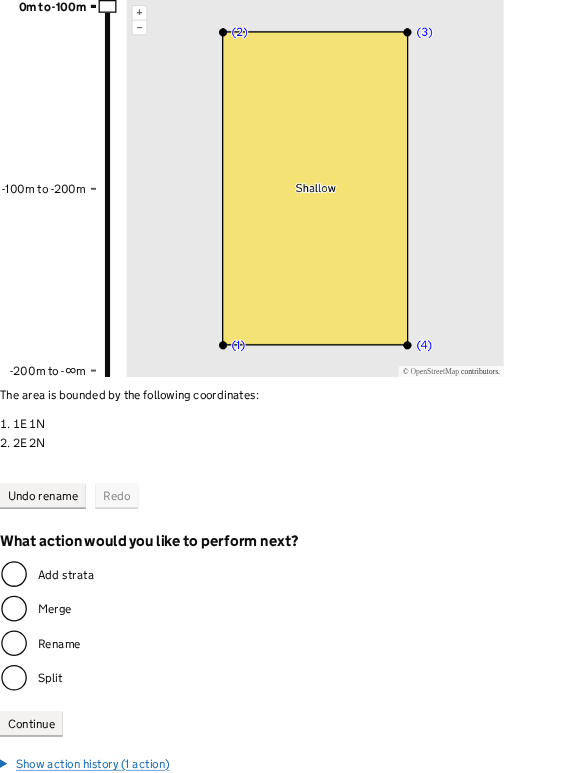 0m to -100m
+
−
(2)
(3)
-100m to -200m
Shallow
(1)
(4)
-200m to -∞m
© OpenStreetMap contributors.
The area is bounded by the following coordinates:
1. 1E 1N
2. 2E 2N
Undo rename
Redo
What action would you like to perform next?
Add strata
Merge
Rename
Split
Continue
Show action history (1 action)